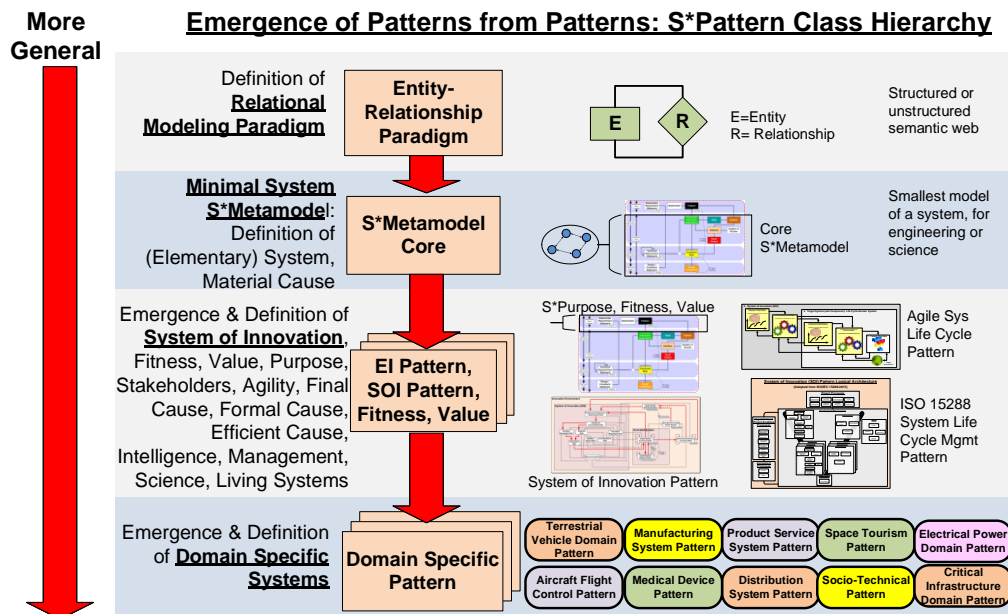 More
General
Emergence of Patterns from Patterns: S*Pattern Class Hierarchy
Definition of
Relational
Modeling Paradigm
Entity-
Relationship
Paradigm
E
R
E=Entity
R= Relationship
Structured or
unstructured
semantic web
Minimal System
S*Metamodel:
Definition of
(Elementary) System,
Material Cause
S*Metamodel
Core
Core
S*Metamodel
Smallest model
of a system, for
engineering or
science
Emergence & Definition of
System of Innovation,
Fitness, Value, Purpose,
Stakeholders, Agility, Final
Cause, Formal Cause,
Efficient Cause,
Intelligence, Management,
Science, Living Systems
EI Pattern,
SOI Pattern,
Fitness, Value
S*Purpose, Fitness, Value
System of Innovation Pattern
Agile Sys
Life Cycle
Pattern
System of Innovation (SOI) Pattern Logical Architecture
ISO 15288
System Life
Cycle Mgmt
Pattern
Emergence & Definition
of Domain Specific
Systems
Domain Specific
Pattern
Terrestrial
Vehicle Domain
Pattern
Manufacturing
System Pattern
Product Service
System Pattern
Space Tourism
Pattern
Electrical Power
Domain Pattern
Aircraft Flight
Control Pattern
Medical Device
Pattern
Distribution
System Pattern
Socio-Technical
Pattern
Critical
Infrastructure
Domain Pattern